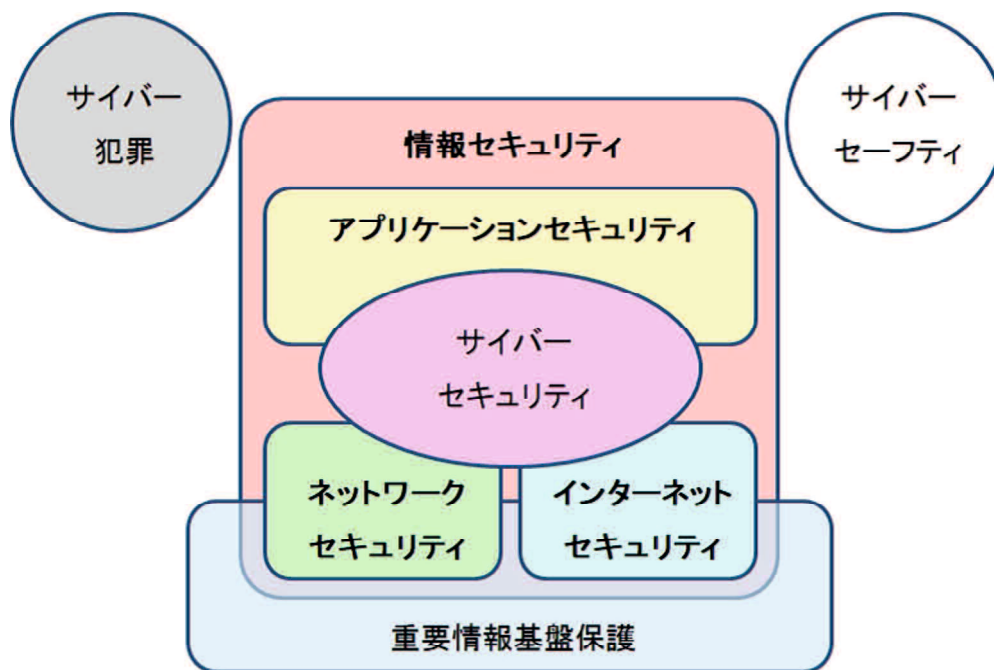 サイバー
犯罪
サイバー
セーフティ
情報セキュリティ
アプリケーションセキュリティ
サイバー
セキュリティ
ネットワーク
セキュリティ
インターネット
セキュリティ
重要情報基盤保護